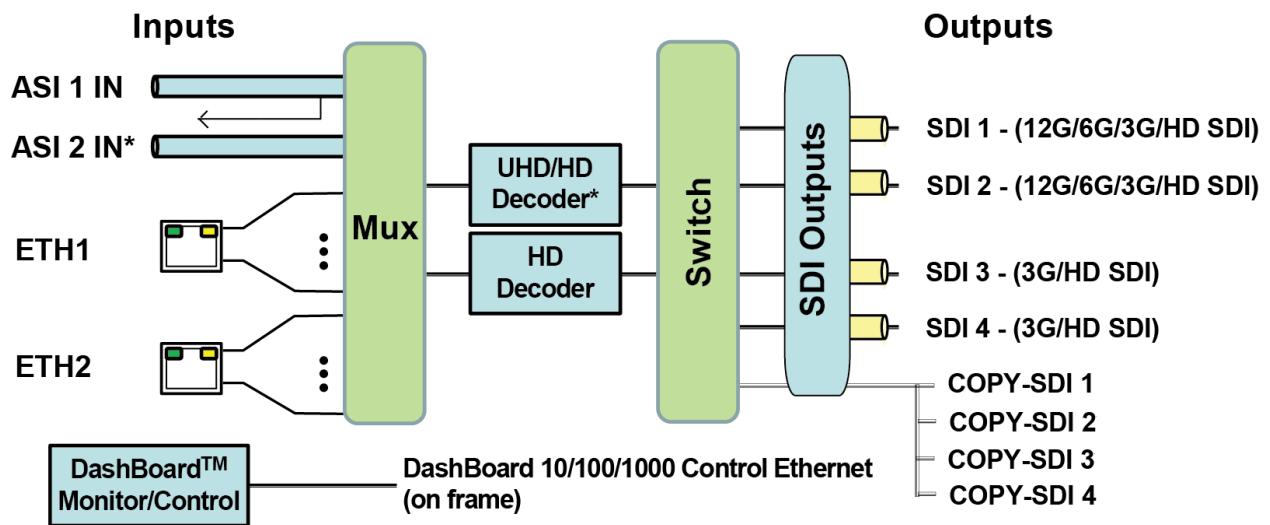 Inputs
Outputs
ASI 1 IN
ASI 2 IN*
ETH1
ETH2
Mux
UHD/HD
Decoder*
HD
Decoder
Switch
SDI Outputs
SDI 1 - (12G/6G/3G/HD SDI)
SDI 2 - (12G/6G/3G/HD SDI)
SDI 3 - (3G/HD SDI)
SDI 4 - (3G/HD SDI)
COPY-SDI 1
COPY-SDI 2
COPY-SDI 3
COPY-SDI 4
DashBoard™
Monitor/Control
DashBoard 10/100/1000 Control Ethernet
(on frame)